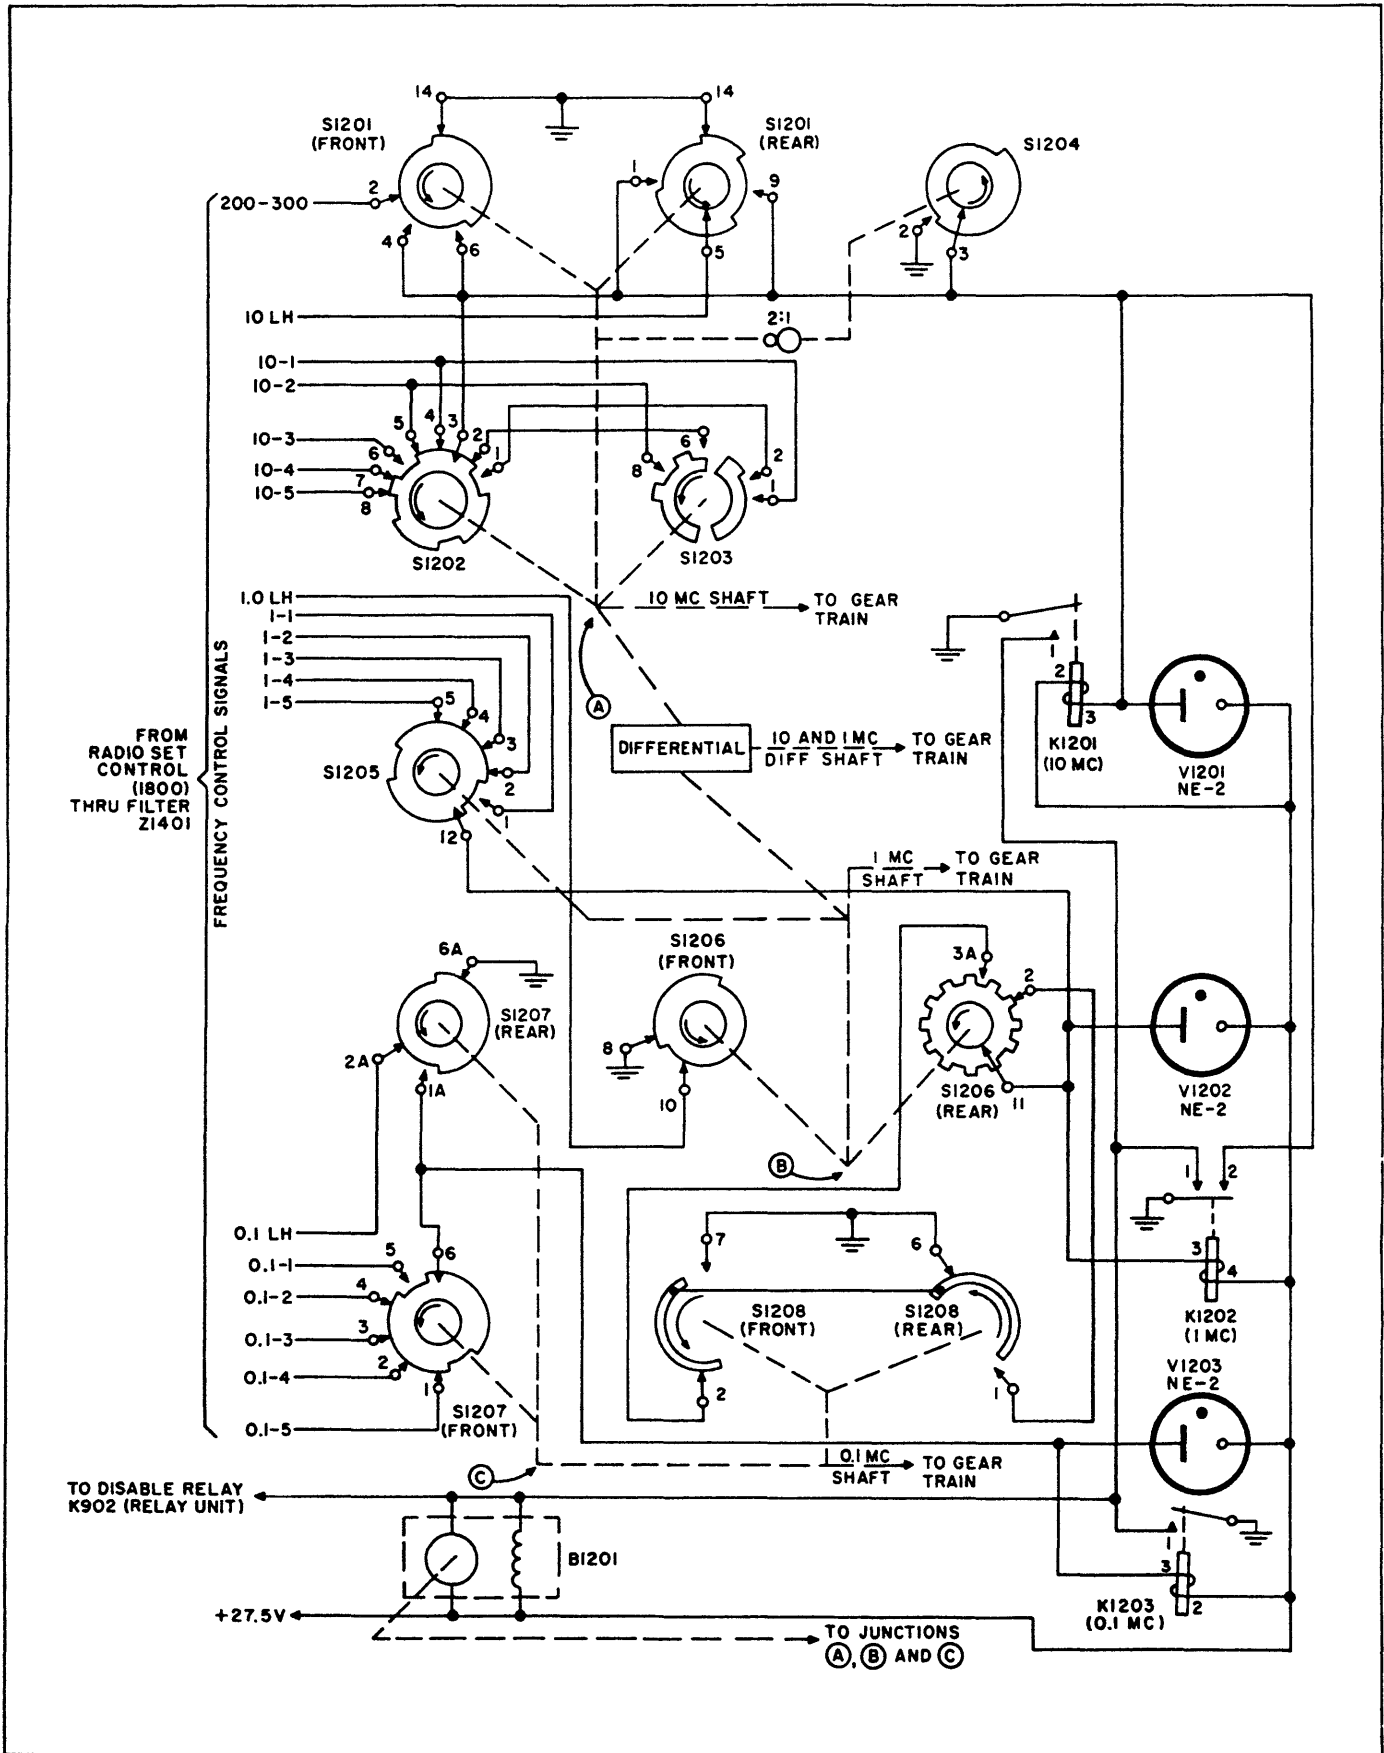 14
14
S1201
(FRONT)
S1201
(REAR)
S1204
200-300
2
4
6
1
9
5
2
3
10 LH
2:1
10-1
10-2
10-3
10-4
10-5
5
4
3
2
1
6
7
8
S1202
6
8
2
1
S1203
1.0 LH
1-1
1-2
1-3
1-4
1-5
10 MC SHAFT
TO GEAR
TRAIN
A
5
4
3
2
1
12
S1205
DIFFERENTIAL
10 AND 1 MC
DIFF SHAFT
TO GEAR
TRAIN
1
2
3
K1201
(10 MC)
V1201
NE-2
FROM
RADIO SET
CONTROL
(1800)
THRU FILTER
Z1401
FREQUENCY CONTROL SIGNALS
1 MC
SHAFT
TO GEAR
TRAIN
6A
S1207
(REAR)
2A
1A
S1206
(FRONT)
8
10
3A
2
11
S1206
(REAR)
V1202
NE-2
B
1
2
3
4
K1202
(1 MC)
0.1 LH
0.1-1
0.1-2
0.1-3
0.1-4
0.1-5
5
6
4
3
2
1
S1207
(FRONT)
7
6
S1208
(FRONT)
S1208
(REAR)
2
1
V1203
NE-2
C
0.1 MC
SHAFT
TO GEAR
TRAIN
TO DISABLE RELAY
K902 (RELAY UNIT)
B1201
1
3
2
K1203
(0.1 MC)
+27.5V
TO JUNCTIONS
A, B AND C